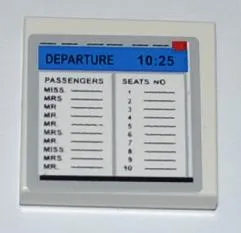 DEPARTURE 10:25
PASSENGERS SEATS NO
MISS. 1
MRS 2
MR 3
MR. 4
MR. 5
MRS. 6
MR. 7
MISS. 8
MRS 9
MR. 10